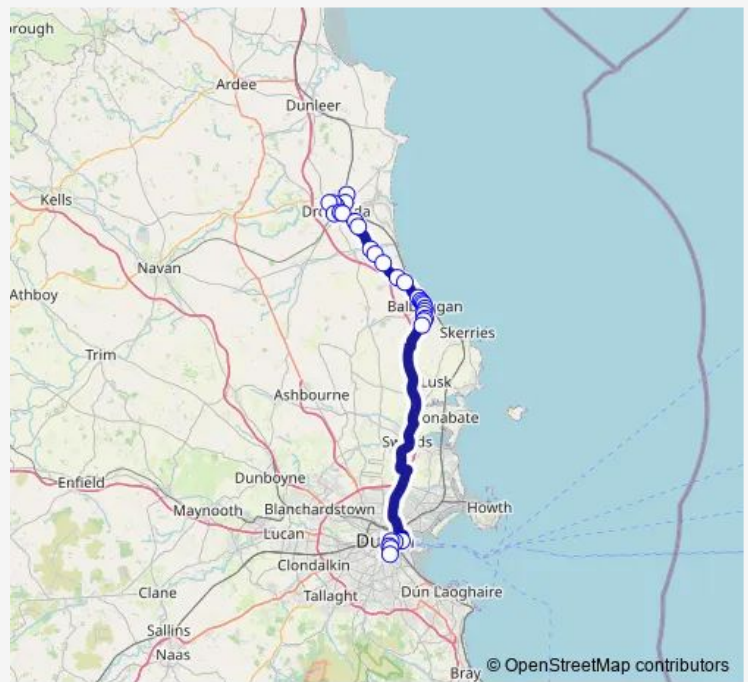 rough
Ardee
Dunleer
Kells
Navan
Athboy
Skerries
Trim
Lusk
Ashbourne
onabate
Enfield
Dunboyne
Maynooth
Blanchardstown
Howth
Lucan
Clondalkin
Clane
Tallaght
Dún Laoghaire
Sallins
Naas
Bray
© OpenStreetMap contributors